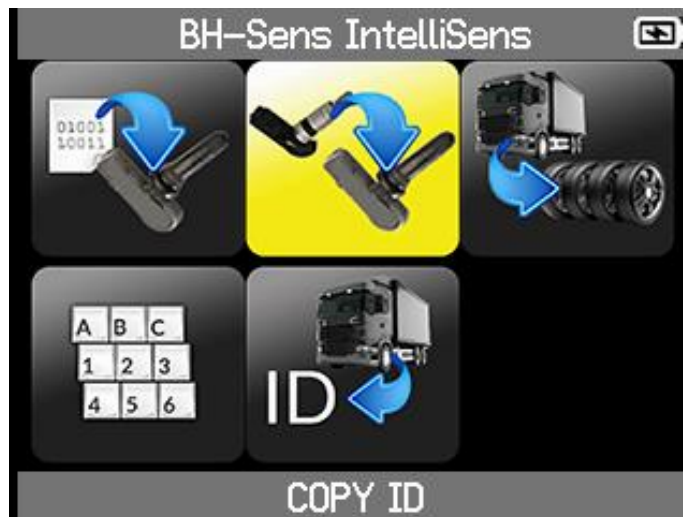 BH-Sens IntelliSens
01001
10011
A B C
1 2 3
4 5 6
ID
COPY ID